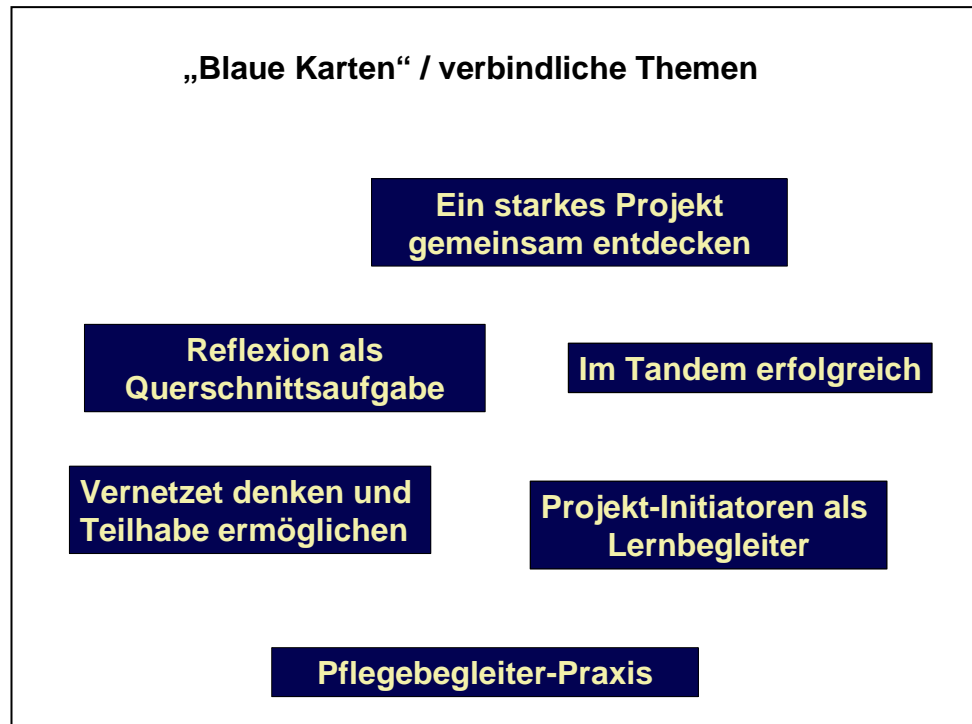 „Blaue Karten“ / verbindliche Themen
Ein starkes Projekt
gemeinsam entdecken
Reflexion als
Querschnittsaufgabe
Im Tandem erfolgreich
Vernetzet denken und
Teilhabe ermöglichen
Projekt-Initiatoren als
Lernbegleiter
Pflegebegleiter-Praxis